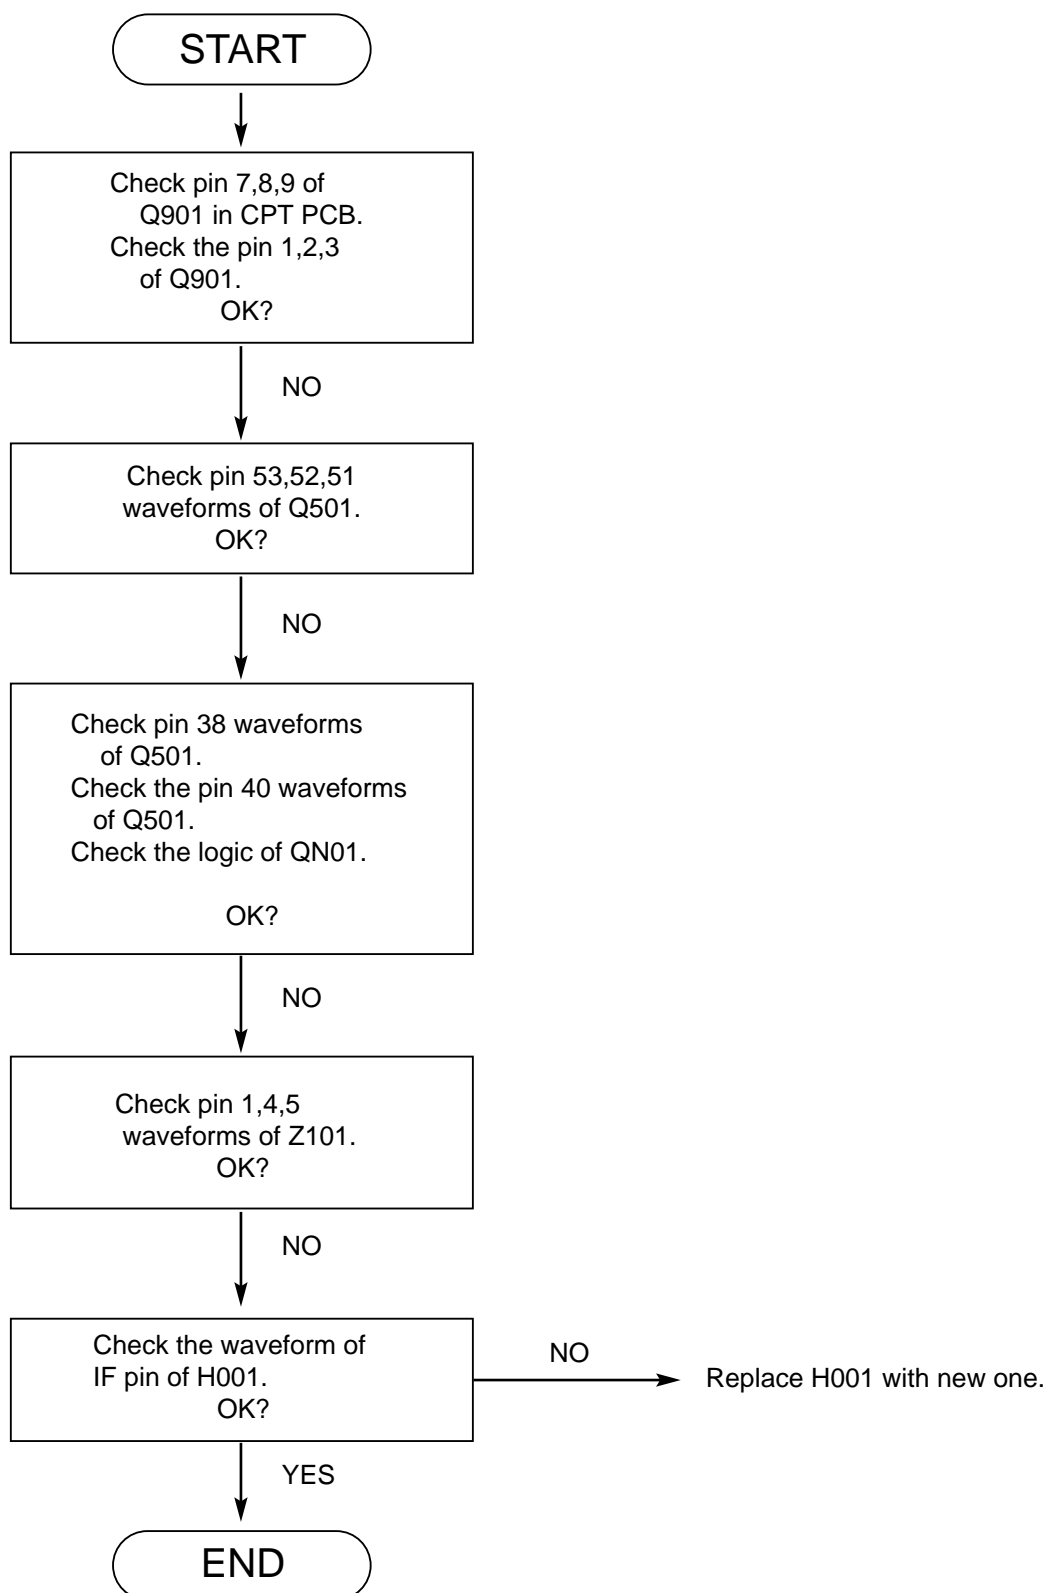 START
Check pin 7,8,9 of
Q901 in CPT PCB.
Check the pin 1,2,3
of Q901.
OK?
NO
Check pin 53,52,51
waveforms of Q501.
OK?
NO
Check pin 38 waveforms
of Q501.
Check the pin 40 waveforms
of Q501.
Check the logic of QN01.
OK?
NO
Check pin 1,4,5
waveforms of Z101.
OK?
NO
Check the waveform of
IF pin of H001.
OK?
NO
Replace H001 with new one.
YES
END